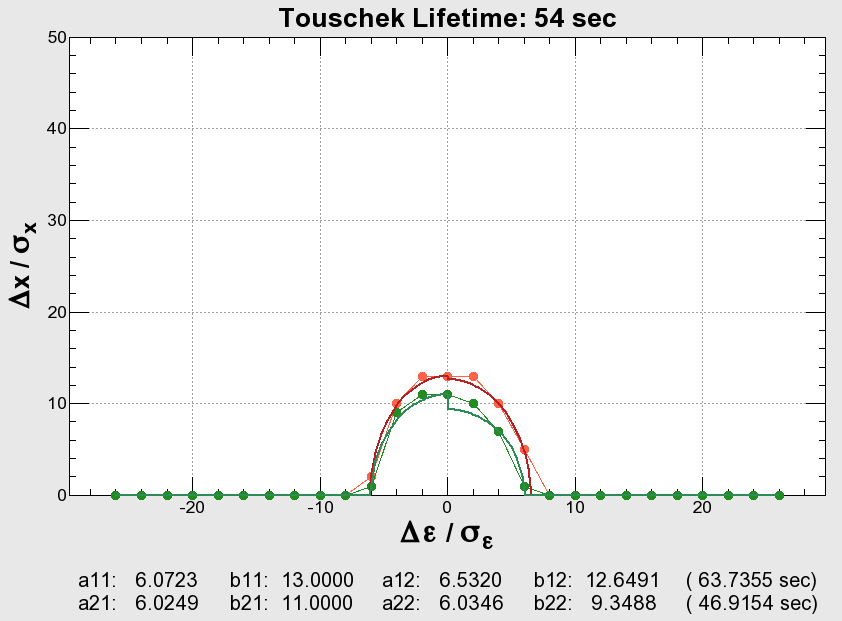 Touschek Lifetime: 54 sec
50
40
30
20
10
0
Δx / σx
-20 -10 0 10 20
Δε / σε
a11: 6.0723 b11: 13.0000 a12: 6.5320 b12: 12.6491 ( 63.7355 sec)
a21: 6.0249 b21: 11.0000 a22: 6.0346 b22: 9.3488 ( 46.9154 sec)